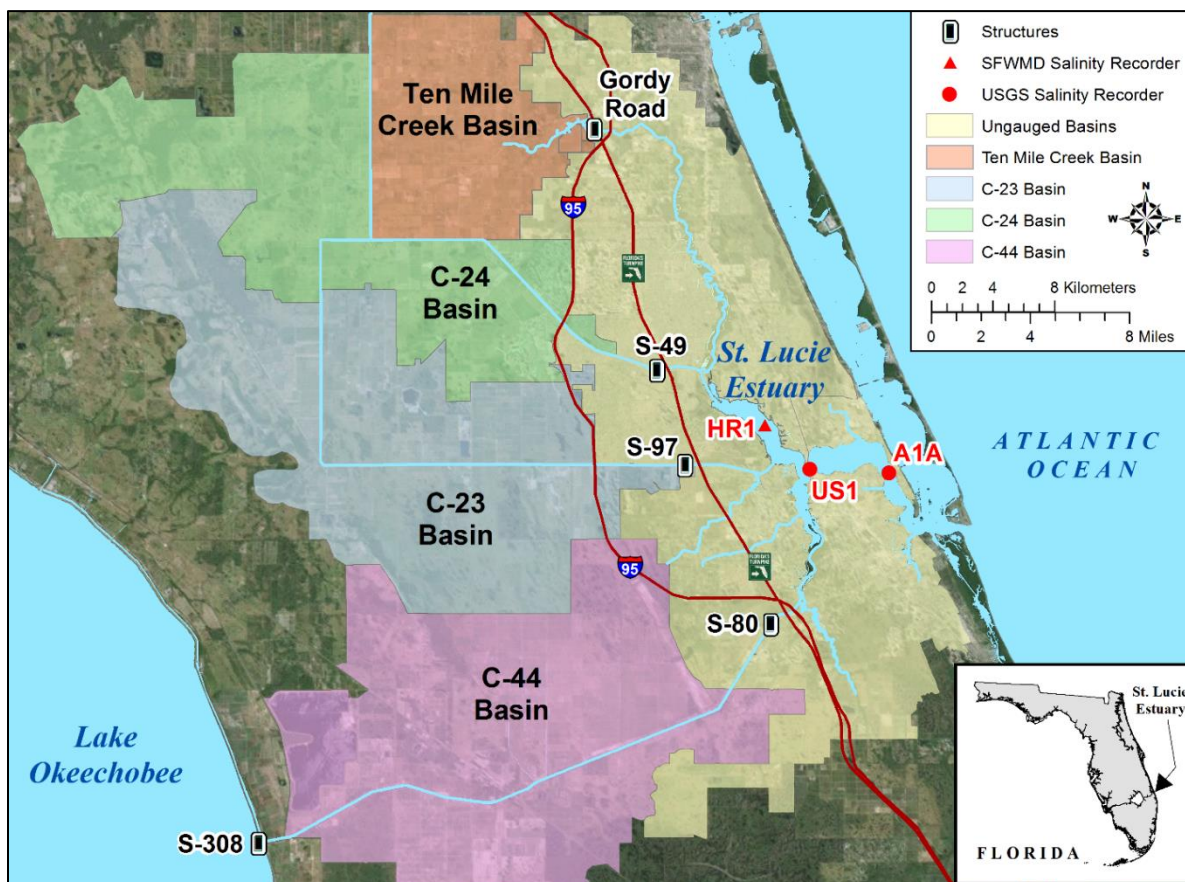 Structures
SFWMD Salinity Recorder
USGS Salinity Recorder
Ungauged Basins
Ten Mile Creek Basin
C-23 Basin
C-24 Basin
C-44 Basin
N
W
E
S
0 2 4 8 Kilometers
0 2 4 8 Miles
Ten Mile
Creek Basin
Gordy
Road
95
C-24
Basin
S-49
St. Lucie
Estuary
HR1
S-97
US1
A1A
ATLANTIC
OCEAN
C-23
Basin
95
S-80
C-44
Basin
Lake
Okeechobee
S-308
St. Lucie
Estuary
FLORIDA